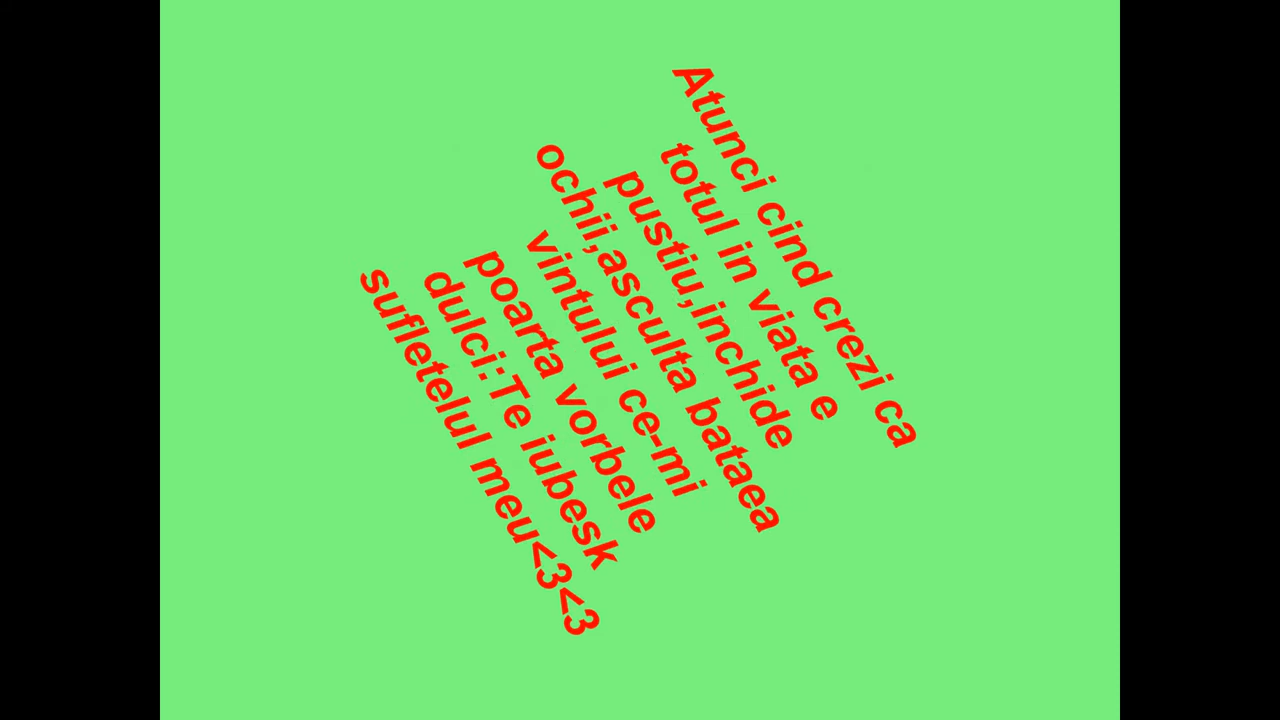 Atunci cind crezi ca
totul in viata e
pustiu,inchide
ochii,asculta bataea
vintului ce-mi
poarta vorbele
dulci:Te iubesk
sufletelul meu<3<3